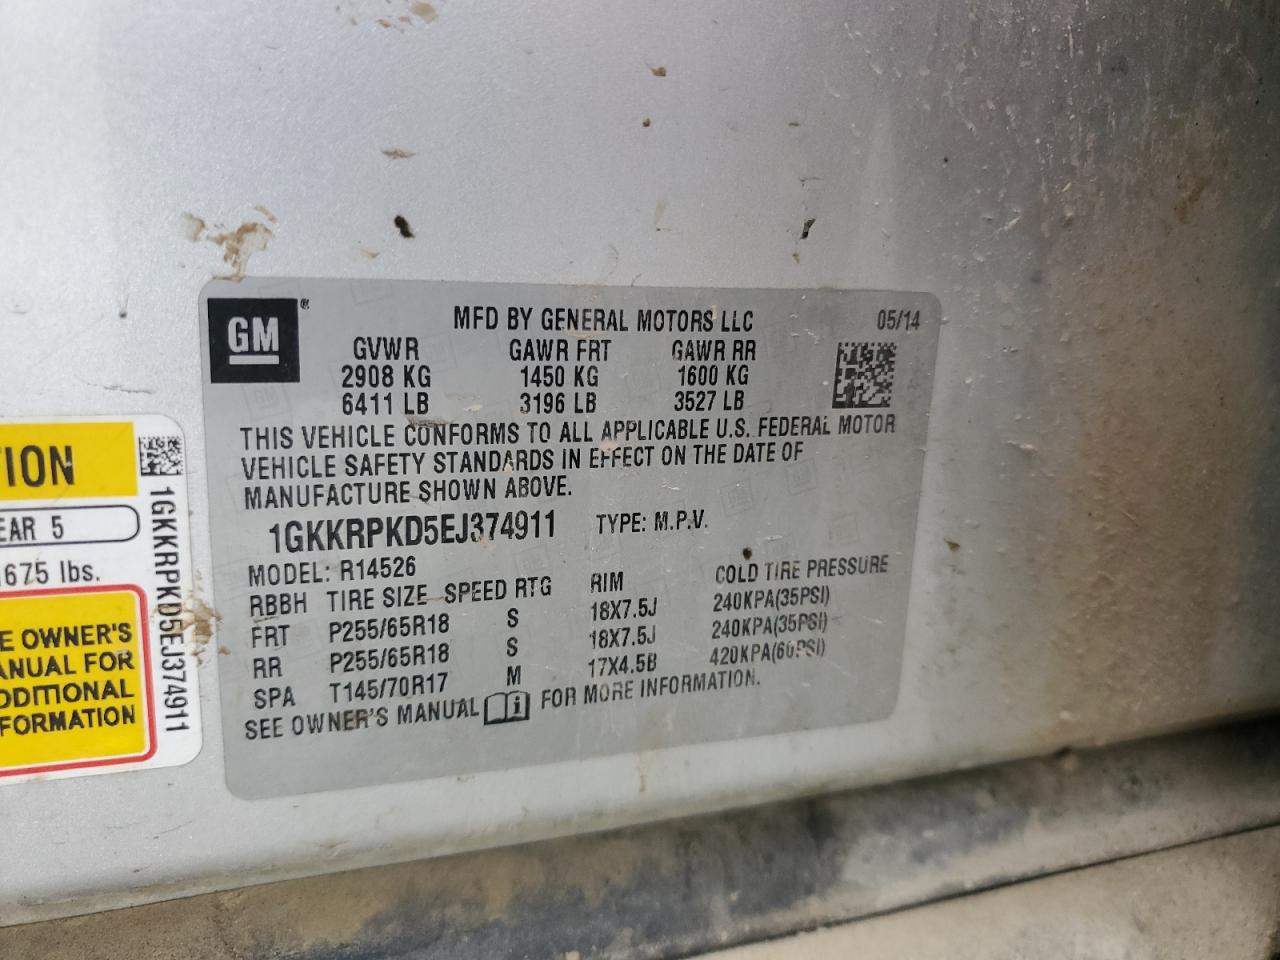 GM
MFD BY GENERAL MOTORS LLC 05/14
GVWR GAWR FRT GAWR RR
2908 KG 1450 KG 1600 KG
6411 LB 3196 LB 3527 LB
THIS VEHICLE CONFORMS TO ALL APPLICABLE U.S. FEDERAL MOTOR
VEHICLE SAFETY STANDARDS IN EFFECT ON THE DATE OF
MANUFACTURE SHOWN ABOVE.
1GKKRPKD5EJ374911 TYPE: M.P.V.
MODEL: R14526
RBBH TIRE SIZE SPEED RTG RIM COLD TIRE PRESSURE
FRT P255/65R18 S 18X7.5J 240KPA(35PSI)
RR P255/65R18 S 18X7.5J 240KPA(35PSI)
SPA T145/70R17 M 17X4.5B 420KPA(60PSI)
SEE OWNER'S MANUAL FOR MORE INFORMATION.
TION
EAR 5
1675 lbs.
E OWNER'S
ANUAL FOR
DDITIONAL
FORMATION
1GKKRPKD5EJ374911